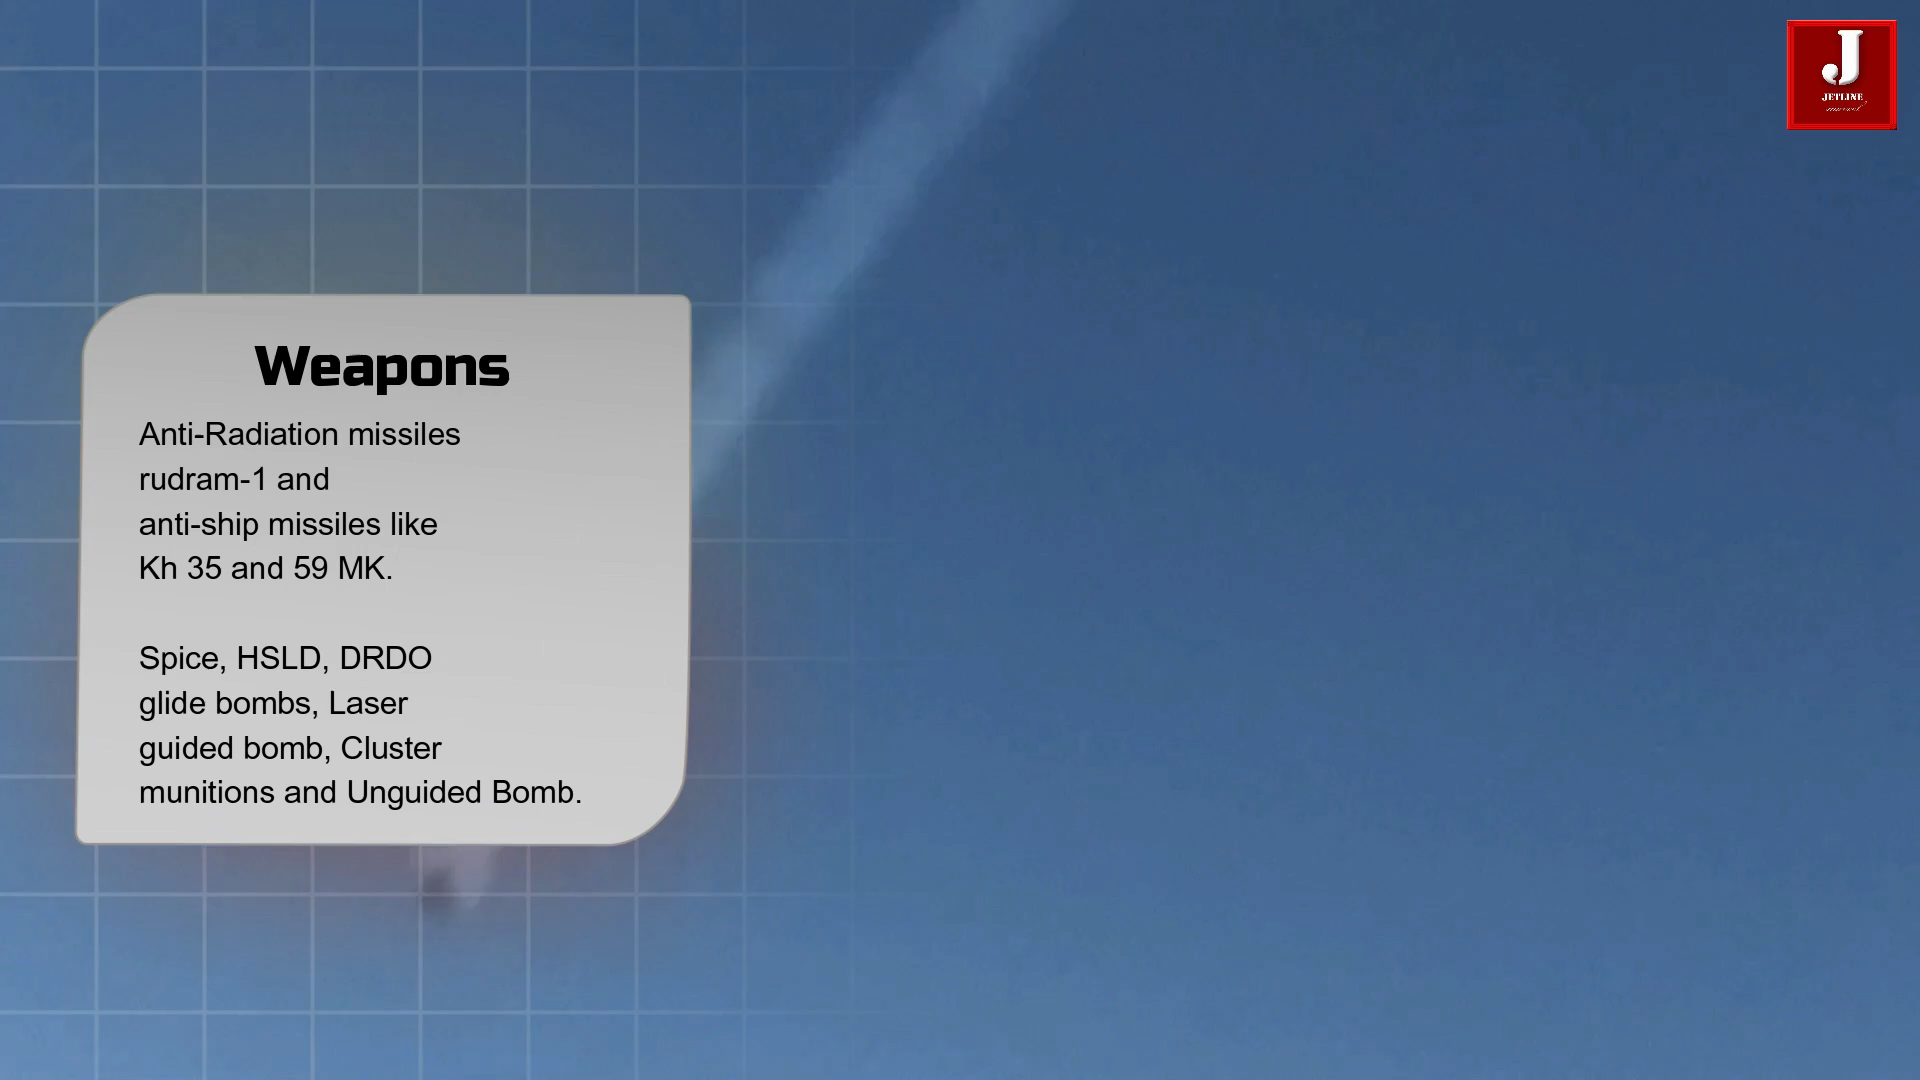 J
JETLINE
Weapons
Anti-Radiation missiles
rudram-1 and
anti-ship missiles like
Kh 35 and 59 MK.
Spice, HSLD, DRDO
glide bombs, Laser
guided bomb, Cluster
munitions and Unguided Bomb.